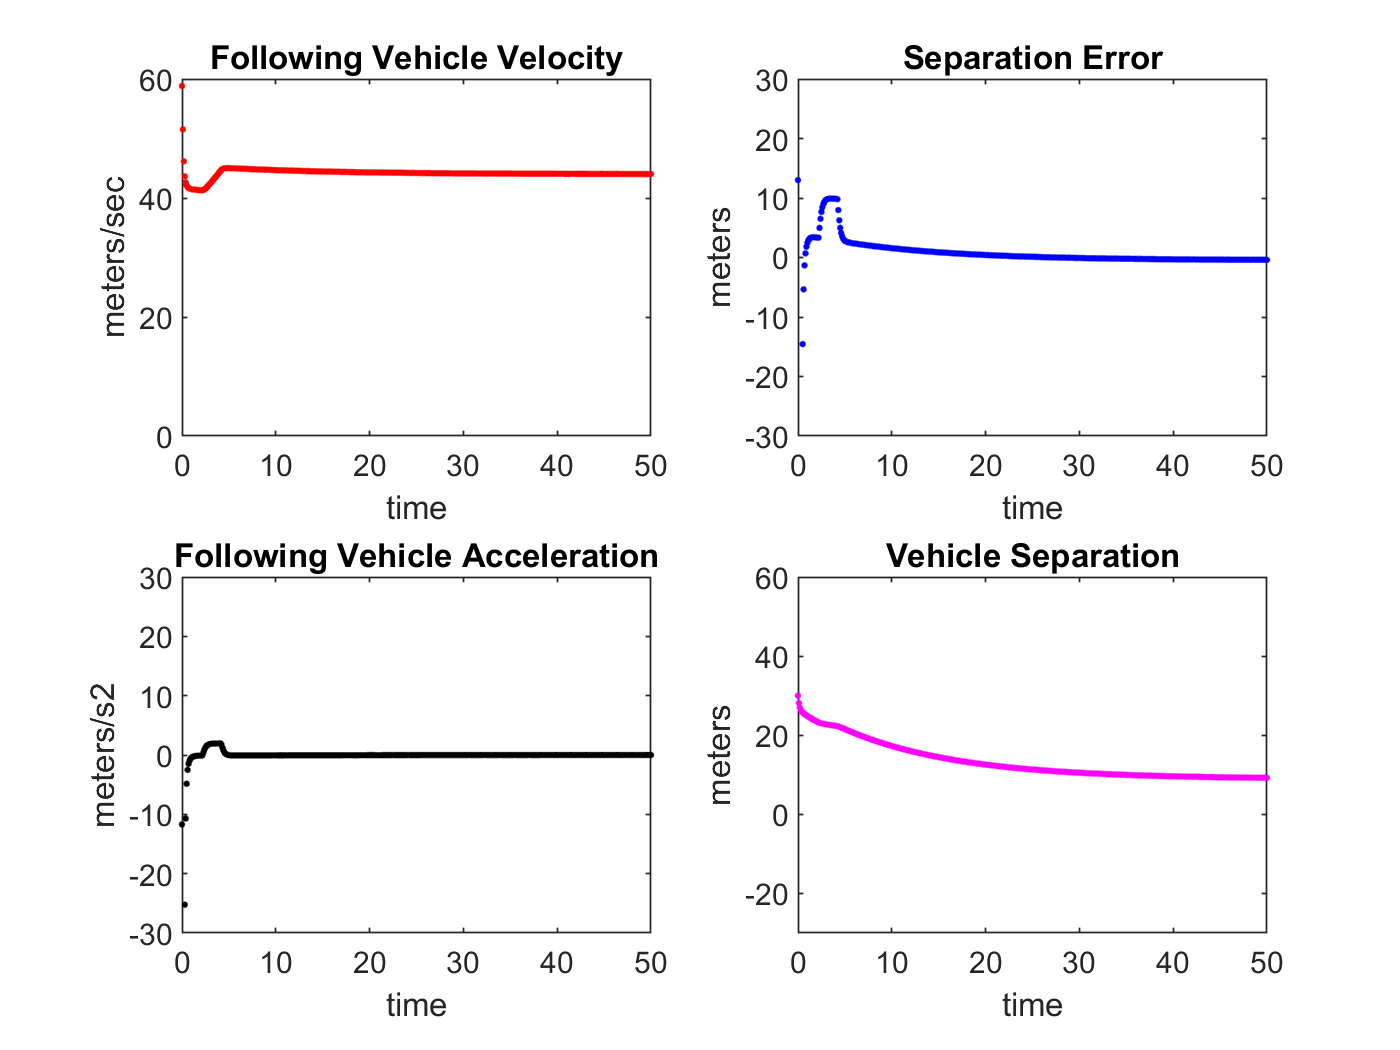 Following Vehicle Velocity
60
40
20
0
meters/sec
0 10 20 30 40 50
time
Separation Error
30
20
10
0
-10
-20
-30
meters
0 10 20 30 40 50
time
Following Vehicle Acceleration
30
20
10
0
-10
-20
-30
meters/s2
0 10 20 30 40 50
time
Vehicle Separation
60
40
20
0
-20
meters
0 10 20 30 40 50
time